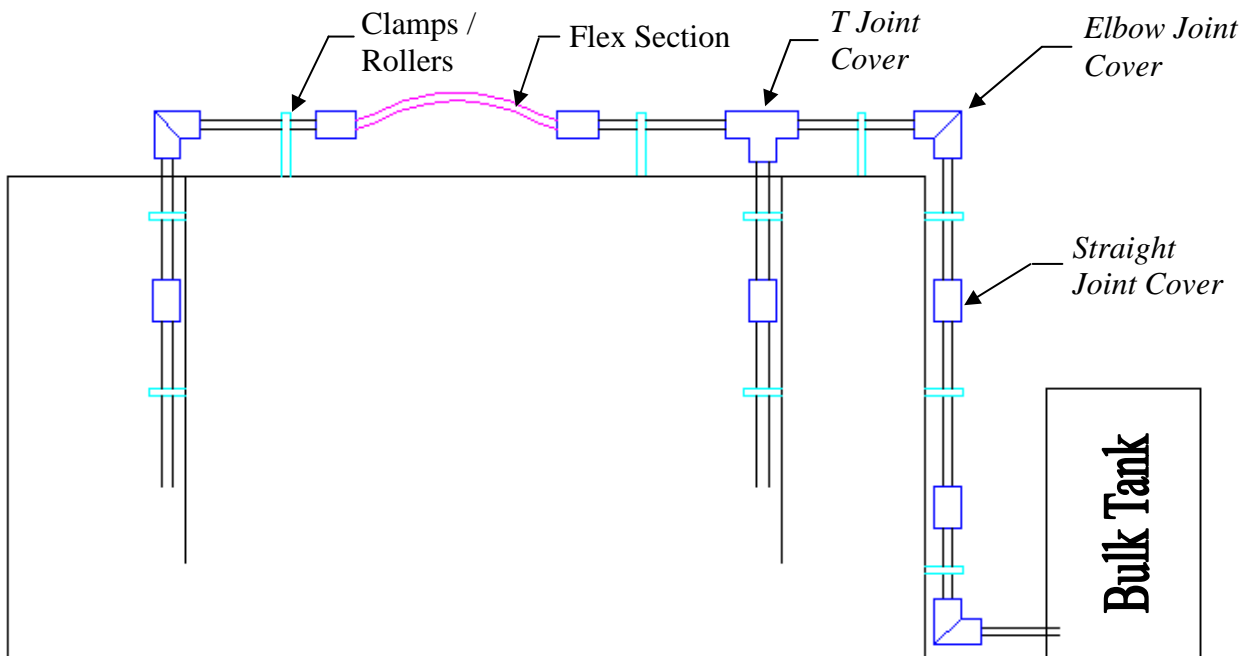 Clamps /
Rollers
Flex Section
T Joint
Cover
Elbow Joint
Cover
Straight
Joint Cover
Bulk Tank